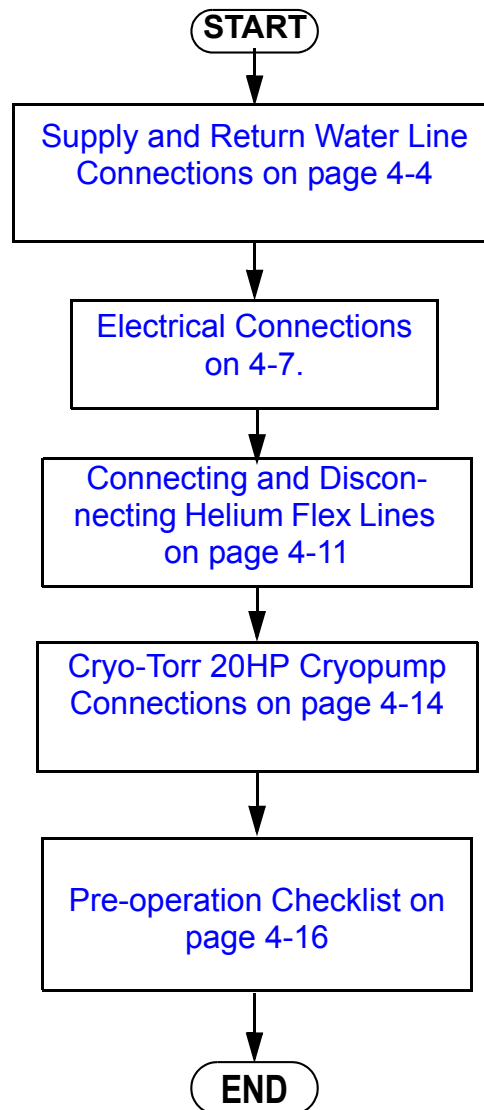 START
Supply and Return Water Line
Connections on page 4-4
Electrical Connections
on 4-7.
Connecting and Discon-
necting Helium Flex Lines
on page 4-11
Cryo-Torr 20HP Cryopump
Connections on page 4-14
Pre-operation Checklist on
page 4-16
END